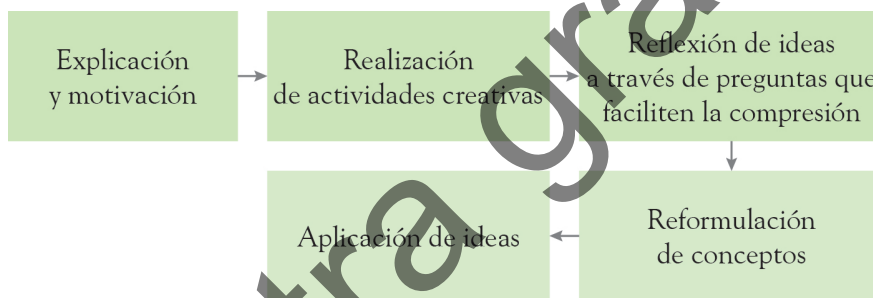 Explicación
y motivación
Realización
de actividades creativas
Reflexión de ideas
a través de preguntas que
faciliten la compresión
Reformulación
de conceptos
Aplicación de ideas
tra gra